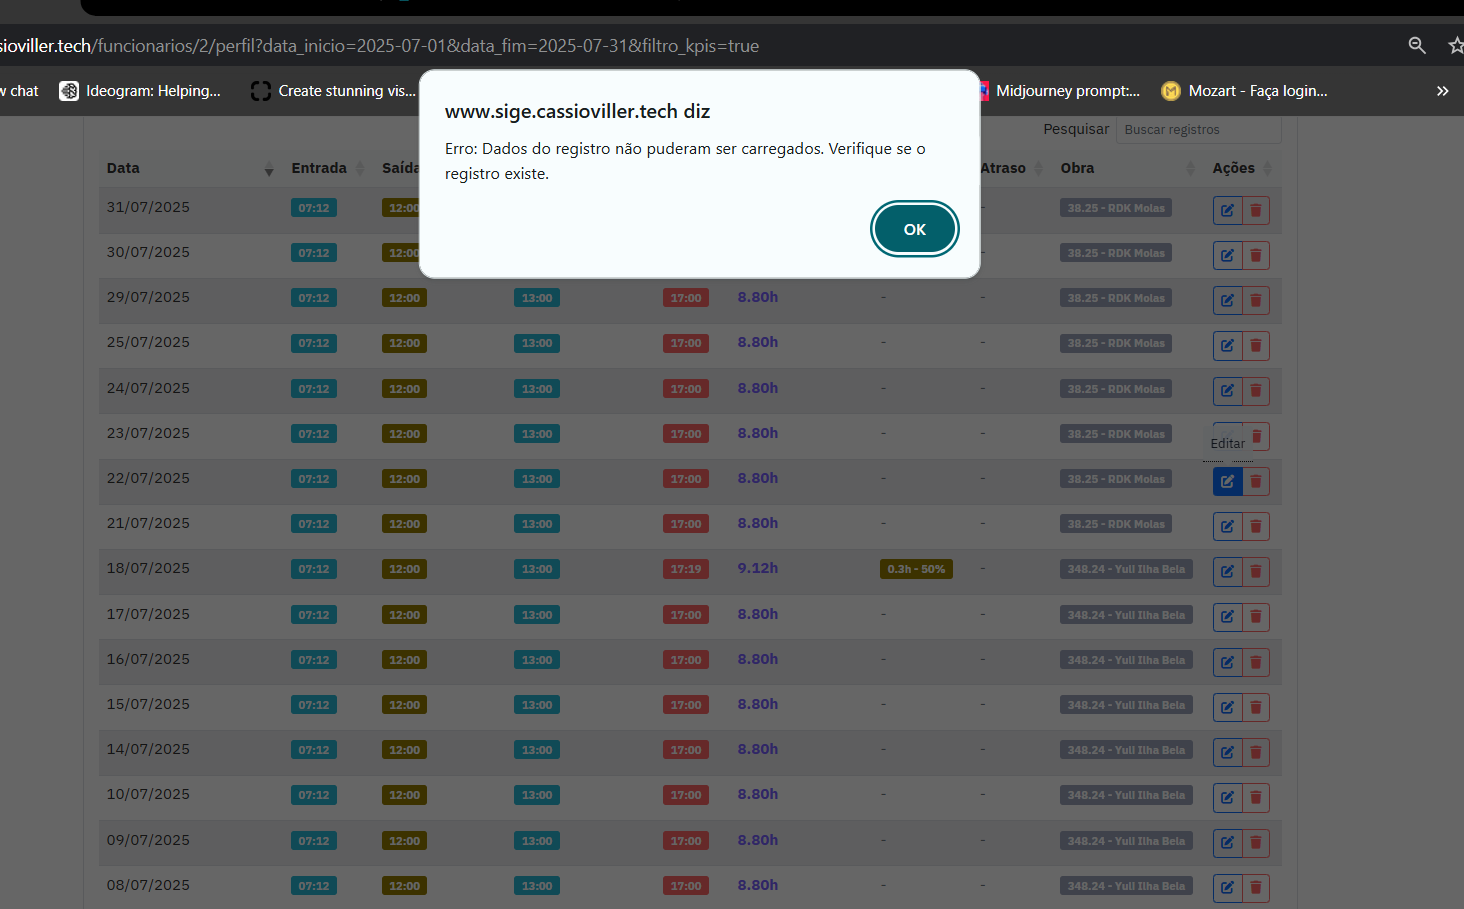 sioviller.tech/funcionarios/2/perfil?data_inicio=2025-07-01&data_fim=2025-07-31&filtro_kpis=true
w chat Ideogram: Helping... Create stunning vis... Midjourney prompt:... Mozart - Faça login... »
www.sige.cassioviller.tech diz
Erro: Dados do registro não puderam ser carregados. Verifique se o
registro existe.
OK
Pesquisar Buscar registros
Data Entrada Saída Atraso Obra Ações
31/07/2025 07:12 12:00 - 38.25 - RDK Molas
30/07/2025 07:12 12:00 - 38.25 - RDK Molas
29/07/2025 07:12 12:00 13:00 17:00 8.80h - - 38.25 - RDK Molas
25/07/2025 07:12 12:00 13:00 17:00 8.80h - - 38.25 - RDK Molas
24/07/2025 07:12 12:00 13:00 17:00 8.80h - - 38.25 - RDK Molas
23/07/2025 07:12 12:00 13:00 17:00 8.80h - - 38.25 - RDK Molas
Editar
22/07/2025 07:12 12:00 13:00 17:00 8.80h - - 38.25 - RDK Molas
21/07/2025 07:12 12:00 13:00 17:00 8.80h - - 38.25 - RDK Molas
18/07/2025 07:12 12:00 13:00 17:19 9.12h 0.3h - 50% - 348.24 - Yull Ilha Bela
17/07/2025 07:12 12:00 13:00 17:00 8.80h - - 348.24 - Yull Ilha Bela
16/07/2025 07:12 12:00 13:00 17:00 8.80h - - 348.24 - Yull Ilha Bela
15/07/2025 07:12 12:00 13:00 17:00 8.80h - - 348.24 - Yull Ilha Bela
14/07/2025 07:12 12:00 13:00 17:00 8.80h - - 348.24 - Yull Ilha Bela
10/07/2025 07:12 12:00 13:00 17:00 8.80h - - 348.24 - Yull Ilha Bela
09/07/2025 07:12 12:00 13:00 17:00 8.80h - - 348.24 - Yull Ilha Bela
08/07/2025 07:12 12:00 13:00 17:00 8.80h - - 348.24 - Yull Ilha Bela